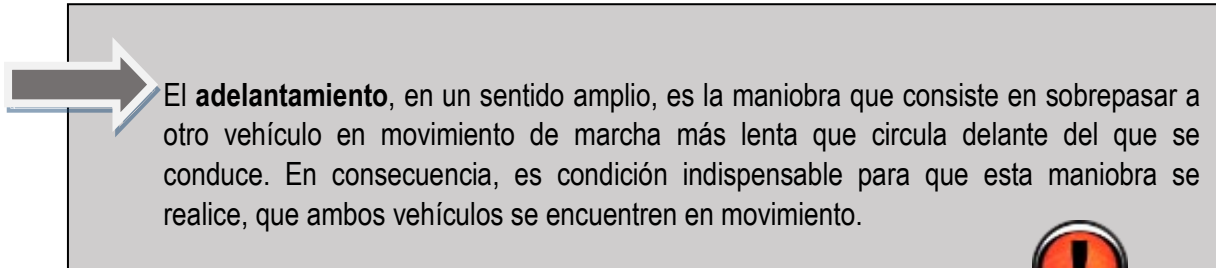 El adelantamiento, en un sentido amplio, es la maniobra que consiste en sobrepasar a
otro vehículo en movimiento de marcha más lenta que circula delante del que se
conduce. En consecuencia, es condición indispensable para que esta maniobra se
realice, que ambos vehículos se encuentren en movimiento.